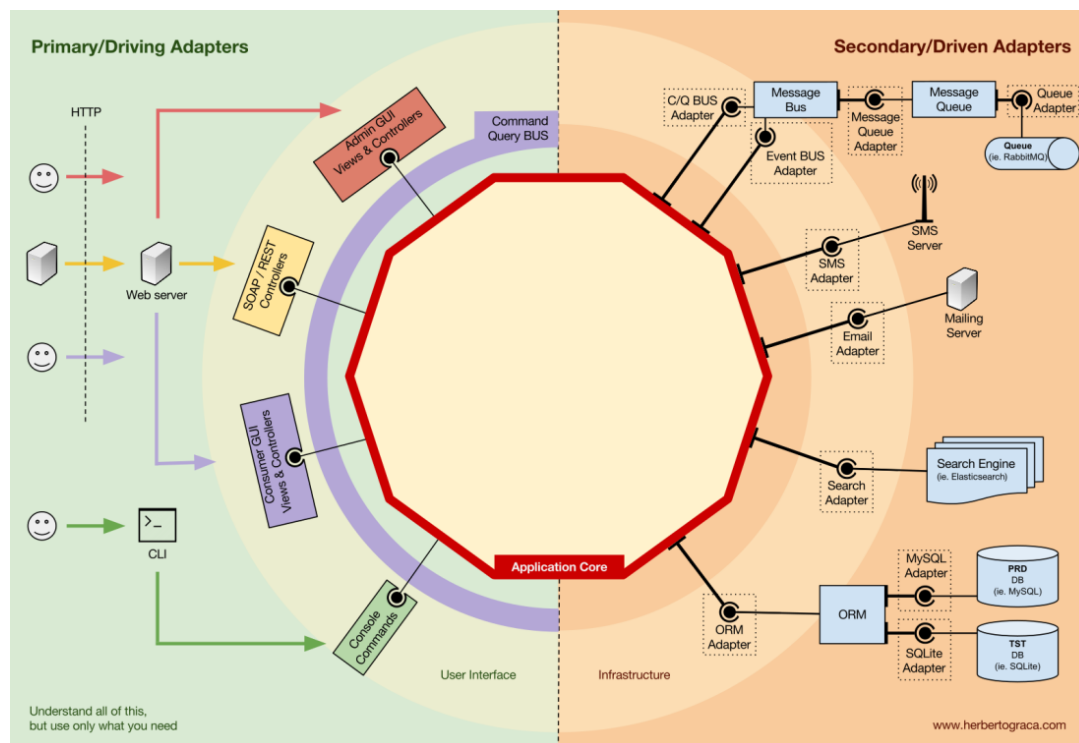 Primary/Driving Adapters
Secondary/Driven Adapters
HTTP
Web server
CLI
>_
Admin GUI
Views & Controllers
SOAP / REST
Controllers
Consumer GUI
Views & Controllers
Console
Commands
Command
Query BUS
Application Core
User Interface
Infrastructure
C/Q BUS
Adapter
Message
Bus
Event BUS
Adapter
Message
Queue
Adapter
Message
Queue
Queue
Adapter
Queue
(ie. RabbitMQ)
SMS
Adapter
SMS
Server
Email
Adapter
Mailing
Server
Search
Adapter
Search Engine
(ie. Elasticsearch)
ORM
Adapter
ORM
MySQL
Adapter
PRD
DB
(ie. MySQL)
SQLite
Adapter
TST
DB
(ie. SQLite)
Understand all of this,
but use only what you need
www.herbertograca.com